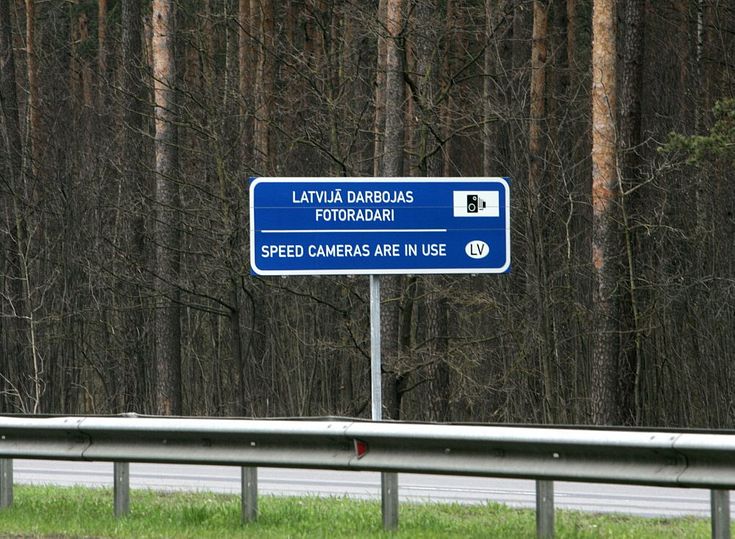 LATVIJĀ DARBOJAS
FOTORADARI
SPEED CAMERAS ARE IN USE LV